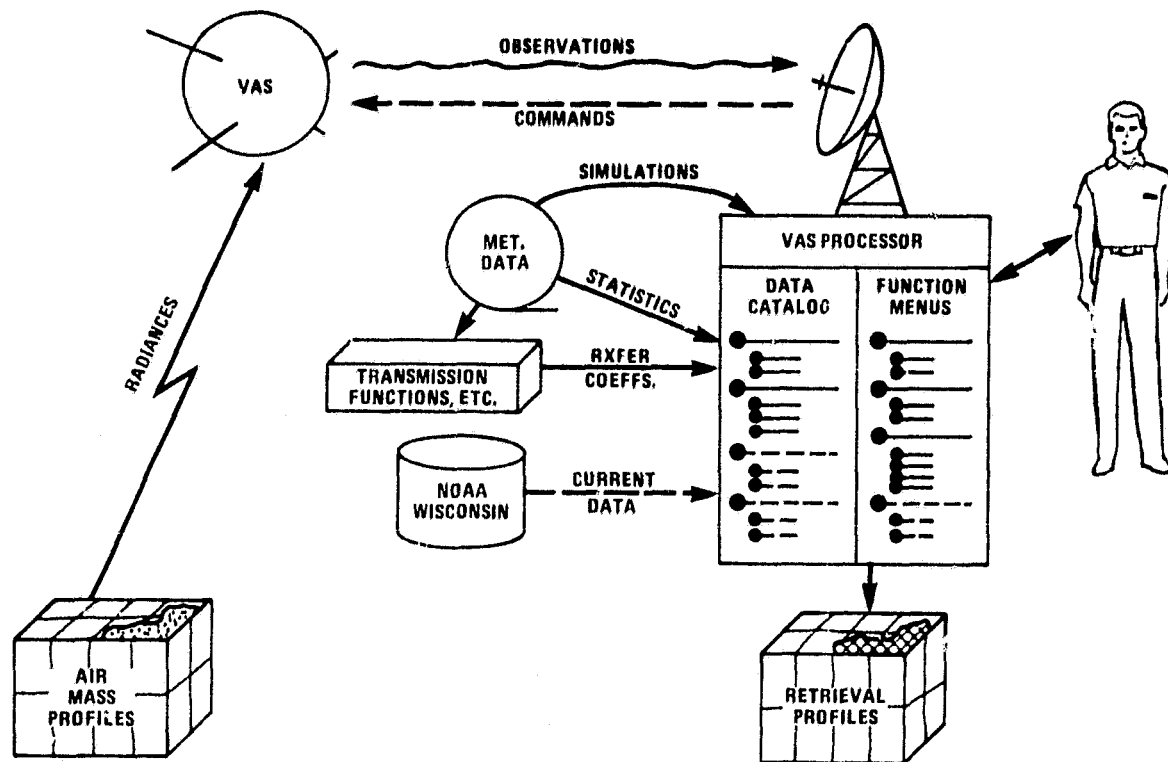 OBSERVATIONS
VAS
COMMANDS
SIMULATIONS
MET.
DATA
VAS PROCESSOR
DATA
CATALOG
FUNCTION
MENUS
STATISTICS
RADIANCES
RXFER
COEFFS.
TRANSMISSION
FUNCTIONS, ETC.
NOAA
WISCONSIN
CURRENT
DATA
AIR
MASS
PROFILES
RETRIEVAL
PROFILES